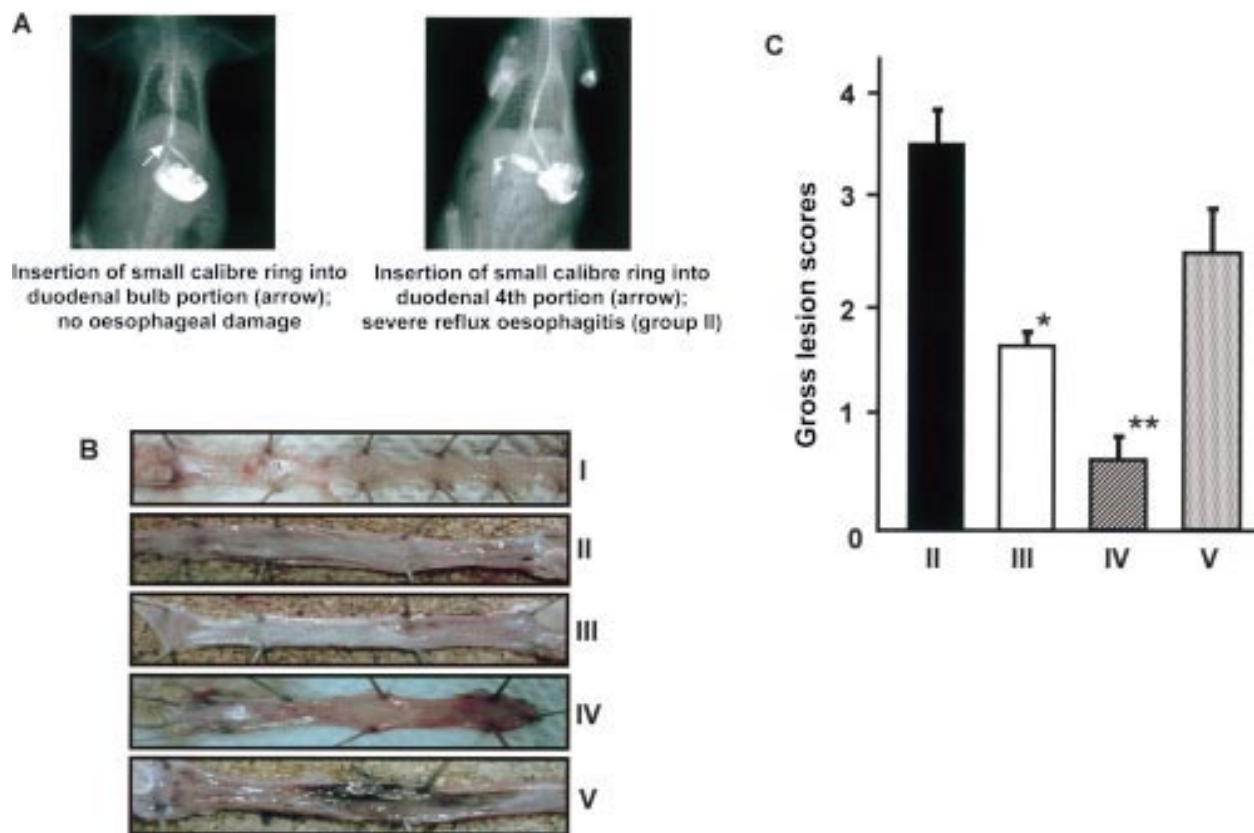 A
Insertion of small calibre ring into
duodenal bulb portion (arrow);
no oesophageal damage
Insertion of small calibre ring into
duodenal 4th portion (arrow);
severe reflux oesophagitis (group II)
B
I
II
III
IV
V
C
Gross lesion scores
4
3
2
1
0
*
**
II III IV V